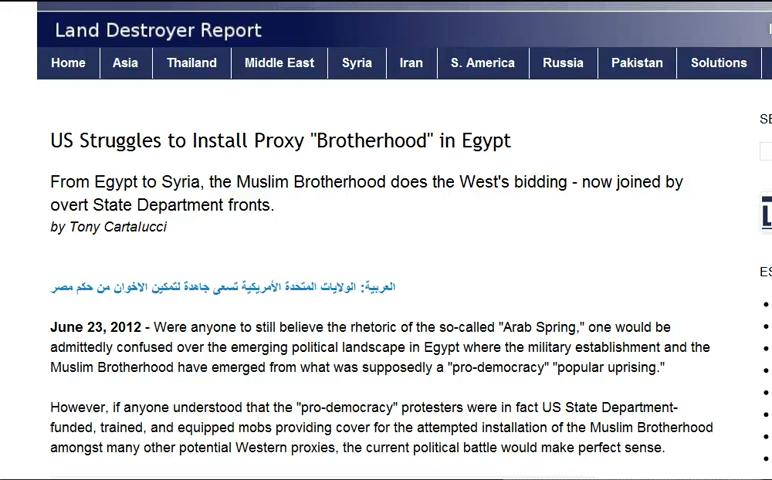 Land Destroyer Report
Home Asia Thailand Middle East Syria Iran S. America Russia Pakistan Solutions
US Struggles to Install Proxy "Brotherhood" in Egypt
From Egypt to Syria, the Muslim Brotherhood does the West's bidding - now joined by
overt State Department fronts.
by Tony Cartalucci
العربية: الولايات المتحدة الأمريكية تسعى جاهدة لتمكين الاخوان من حكم مصر
June 23, 2012 - Were anyone to still believe the rhetoric of the so-called "Arab Spring," one would be
admittedly confused over the emerging political landscape in Egypt where the military establishment and the
Muslim Brotherhood have emerged from what was supposedly a "pro-democracy" "popular uprising."
However, if anyone understood that the "pro-democracy" protesters were in fact US State Department-
funded, trained, and equipped mobs providing cover for the attempted installation of the Muslim Brotherhood
amongst many other potential Western proxies, the current political battle would make perfect sense.